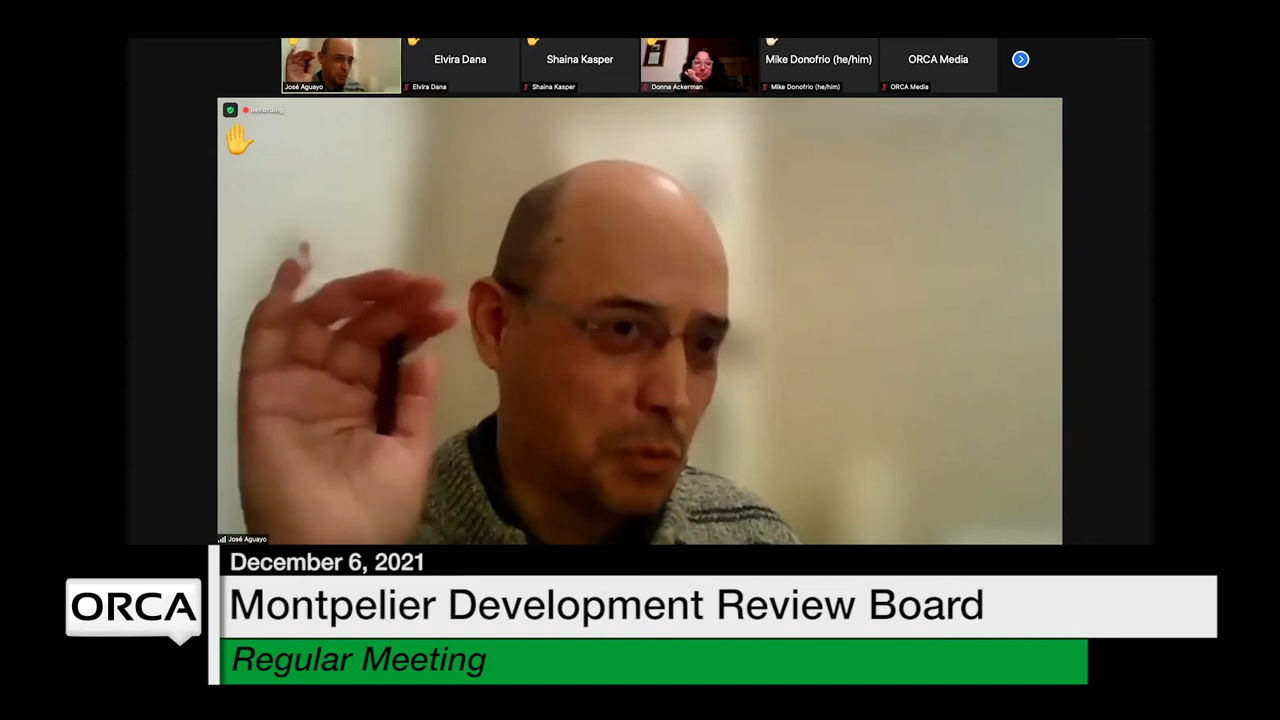 Elvira Dana
Shaina Kasper
Mike Donofrio (he/him)
ORCA Media
José Aguayo
Elvira Dana
Shaina Kasper
Donna Ackerman
Mike Donofrio (he/him)
ORCA Media
Recording
José Aguayo
December 6, 2021
ORCA
Montpelier Development Review Board
Regular Meeting